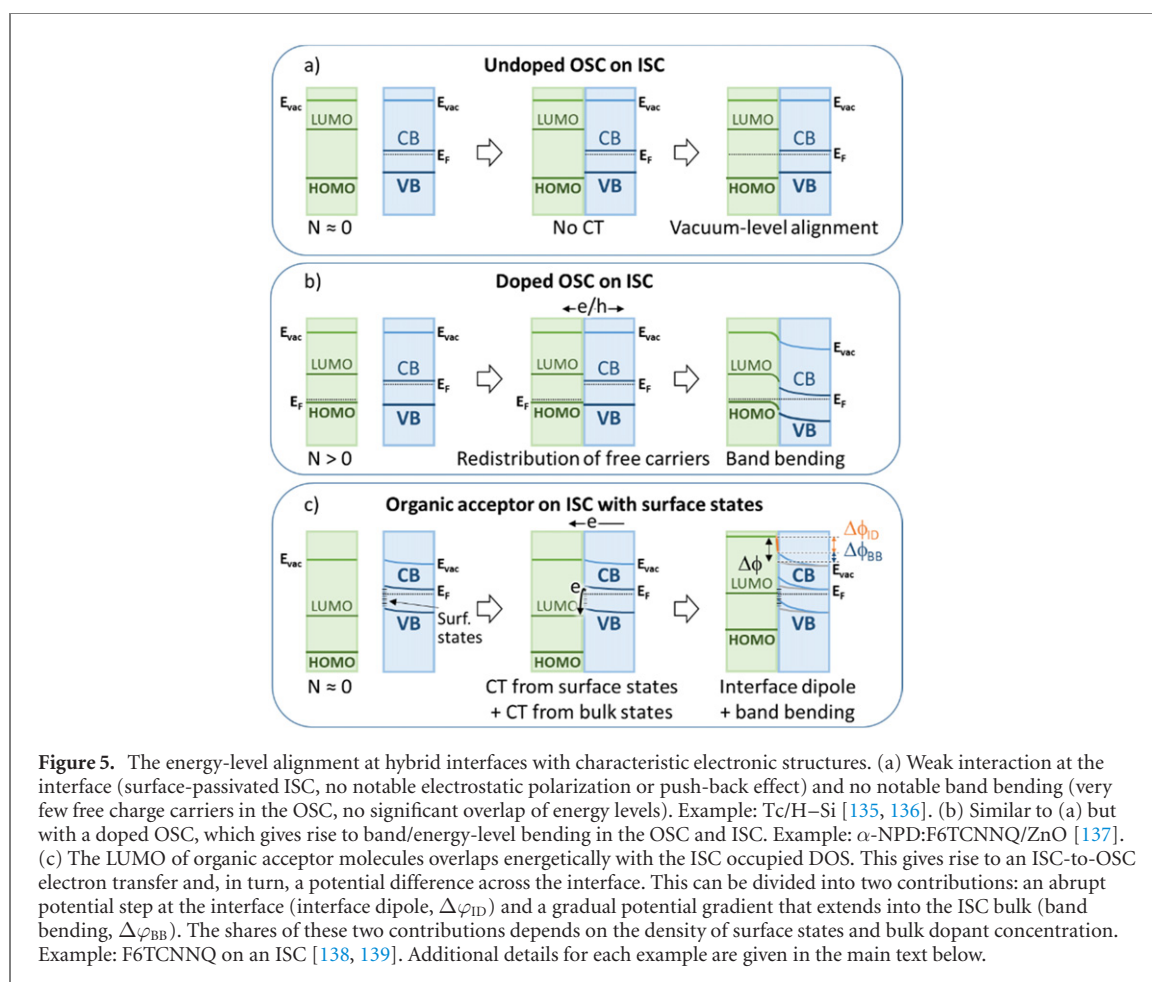 a)
Undoped OSC on ISC
Evac
LUMO
HOMO
N ≈ 0
Evac
CB
EF
VB
LUMO
HOMO
Evac
CB
EF
VB
No CT
LUMO
HOMO
Evac
CB
EF
VB
Vacuum-level alignment
b)
Doped OSC on ISC
Evac
LUMO
EF
HOMO
N > 0
Evac
CB
EF
VB
←e/h→
LUMO
EF
HOMO
Evac
CB
EF
VB
Redistribution of free carriers
LUMO
HOMO
Evac
CB
EF
VB
Band bending
c)
Organic acceptor on ISC with surface states
Evac
LUMO
HOMO
N ≈ 0
Evac
CB
EF
VB
Surf.
states
←e
LUMO
HOMO
e
Evac
CB
EF
VB
CT from surface states
+ CT from bulk states
Δϕ
LUMO
HOMO
ΔϕID
ΔϕBB
Evac
CB
EF
VB
Interface dipole
+ band bending
Figure 5. The energy-level alignment at hybrid interfaces with characteristic electronic structures. (a) Weak interaction at the
interface (surface-passivated ISC, no notable electrostatic polarization or push-back effect) and no notable band bending (very
few free charge carriers in the OSC, no significant overlap of energy levels). Example: Tc/H–Si [135, 136]. (b) Similar to (a) but
with a doped OSC, which gives rise to band/energy-level bending in the OSC and ISC. Example: α-NPD:F6TCNNQ/ZnO [137].
(c) The LUMO of organic acceptor molecules overlaps energetically with the ISC occupied DOS. This gives rise to an ISC-to-OSC
electron transfer and, in turn, a potential difference across the interface. This can be divided into two contributions: an abrupt
potential step at the interface (interface dipole, ΔφID) and a gradual potential gradient that extends into the ISC bulk (band
bending, ΔφBB). The shares of these two contributions depends on the density of surface states and bulk dopant concentration.
Example: F6TCNNQ on an ISC [138, 139]. Additional details for each example are given in the main text below.